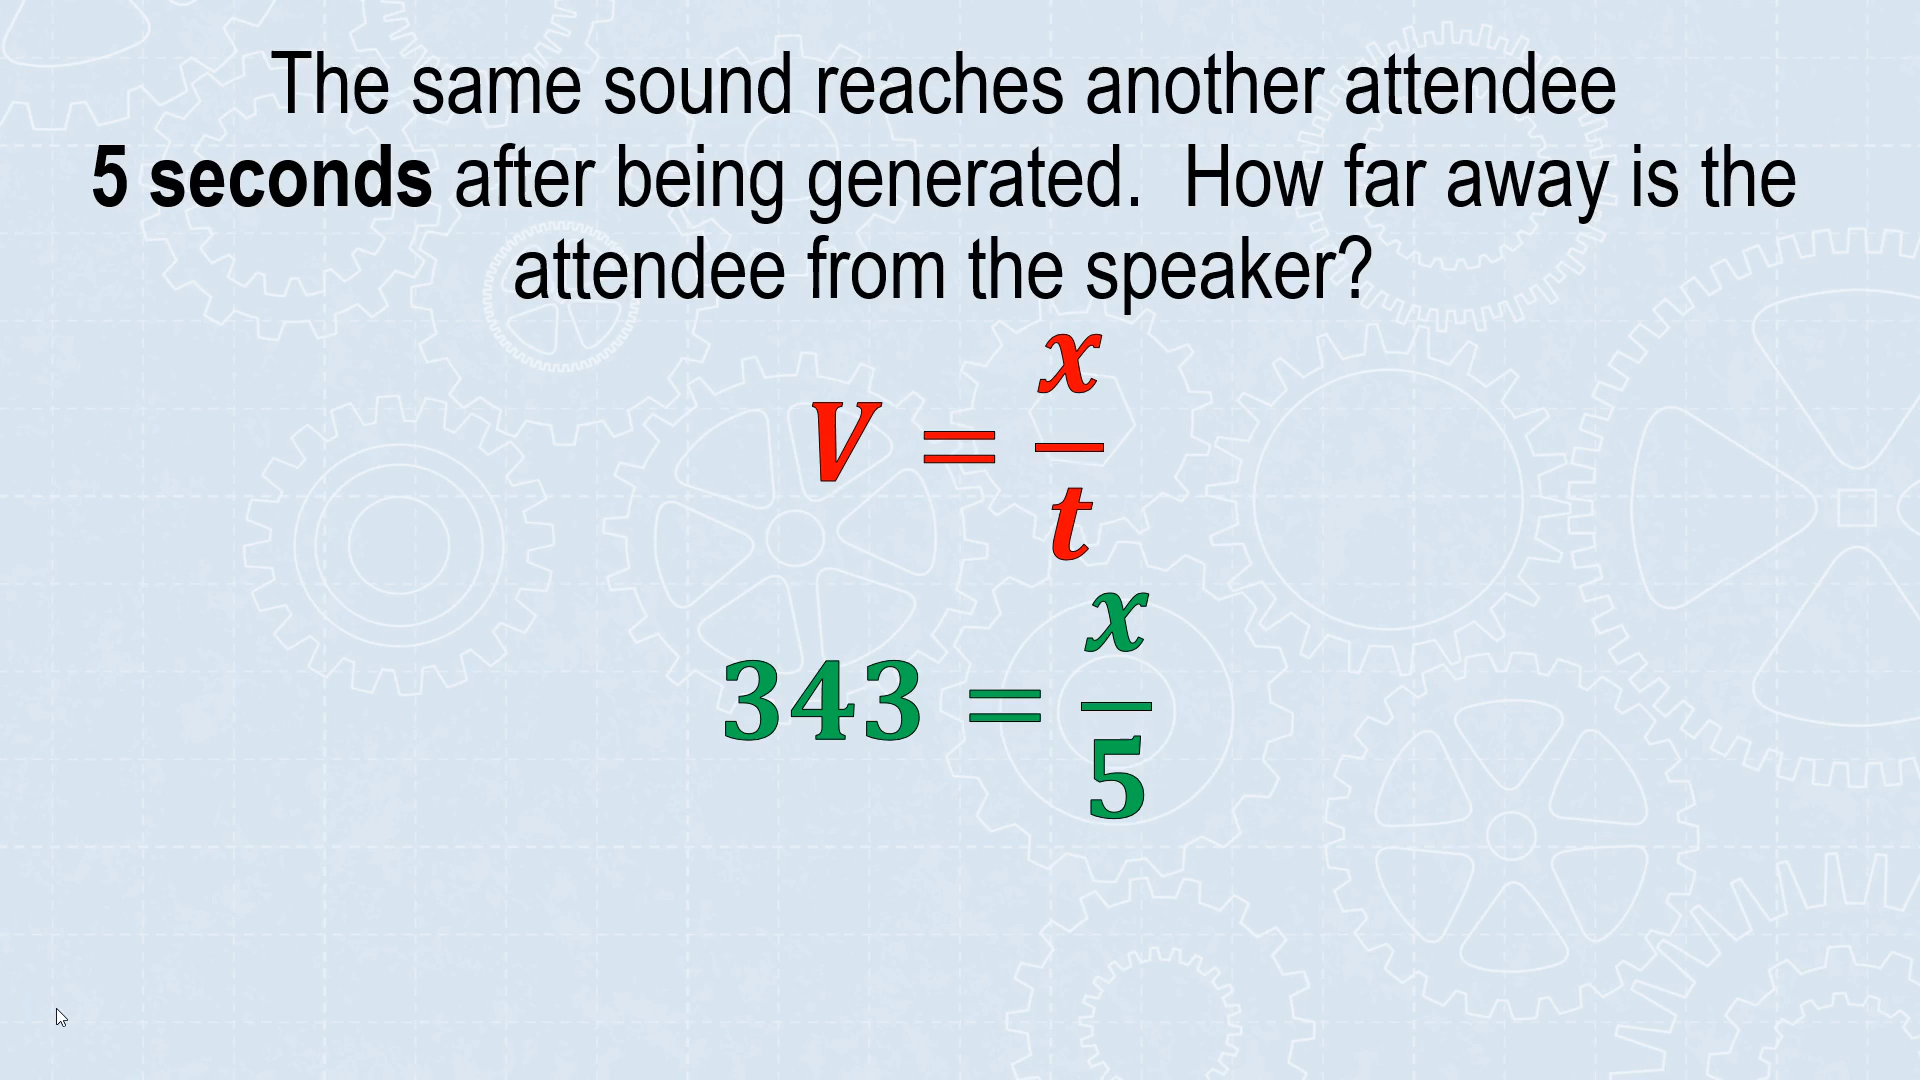 The same sound reaches another attendee
5 seconds after being generated.  How far away is the
attendee from the speaker?
V = x/t
343 = x/5